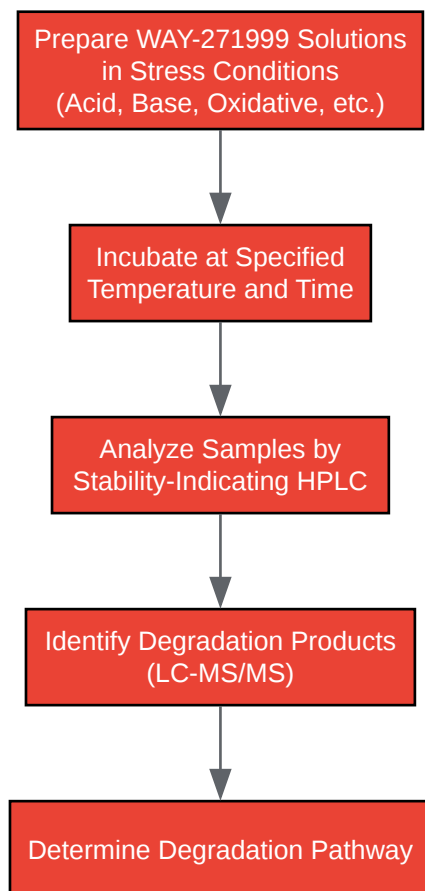 Prepare WAY-271999 Solutions
in Stress Conditions
(Acid, Base, Oxidative, etc.)
Incubate at Specified
Temperature and Time
Analyze Samples by
Stability-Indicating HPLC
Identify Degradation Products
(LC-MS/MS)
Determine Degradation Pathway